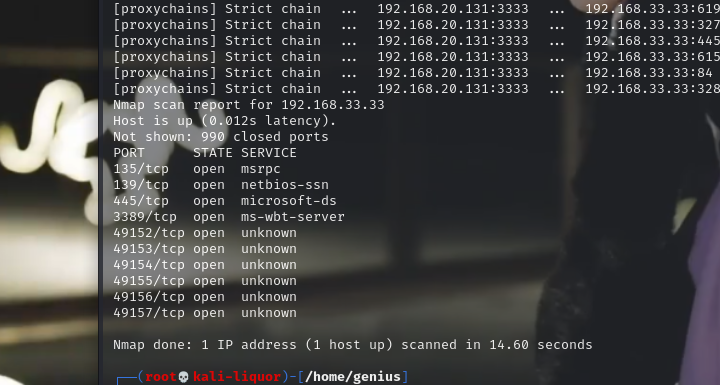 [proxychains] Strict chain  ...  192.168.20.131:3333  ...  192.168.33.33:619
[proxychains] Strict chain  ...  192.168.20.131:3333  ...  192.168.33.33:327
[proxychains] Strict chain  ...  192.168.20.131:3333  ...  192.168.33.33:445
[proxychains] Strict chain  ...  192.168.20.131:3333  ...  192.168.33.33:615
[proxychains] Strict chain  ...  192.168.20.131:3333  ...  192.168.33.33:84
[proxychains] Strict chain  ...  192.168.20.131:3333  ...  192.168.33.33:328
Nmap scan report for 192.168.33.33
Host is up (0.012s latency).
Not shown: 990 closed ports
PORT      STATE SERVICE
135/tcp   open  msrpc
139/tcp   open  netbios-ssn
445/tcp   open  microsoft-ds
3389/tcp  open  ms-wbt-server
49152/tcp open  unknown
49153/tcp open  unknown
49154/tcp open  unknown
49155/tcp open  unknown
49156/tcp open  unknown
49157/tcp open  unknown
Nmap done: 1 IP address (1 host up) scanned in 14.60 seconds
┌──(root💀kali-liquor)-[/home/genius]